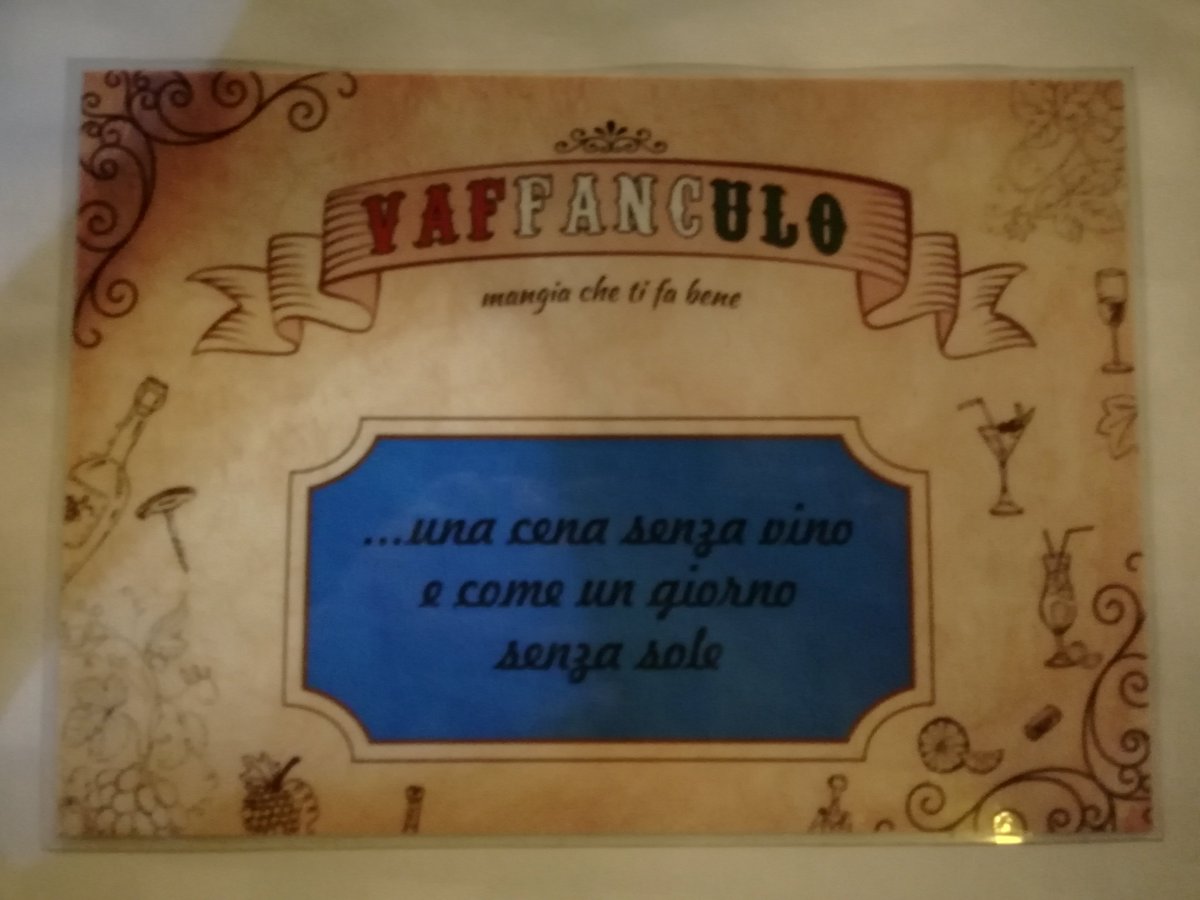 VAFFANCULO
mangia che ti fa bene
...una cena senza vino
e come un giorno
senza sole